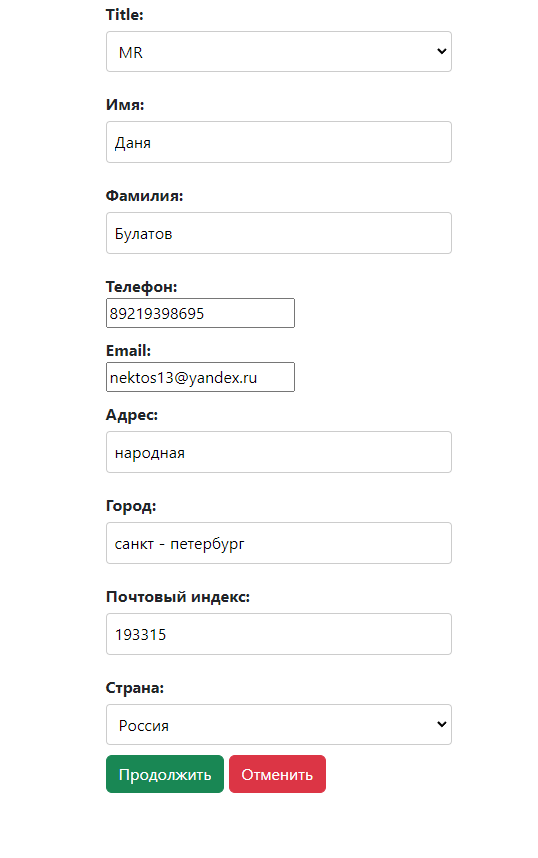 Title:
MR
Имя:
Даня
Фамилия:
Булатов
Телефон:
89219398695
Email:
nektos13@yandex.ru
Адрес:
народная
Город:
санкт - петербург
Почтовый индекс:
193315
Страна:
Россия
Продолжить Отменить